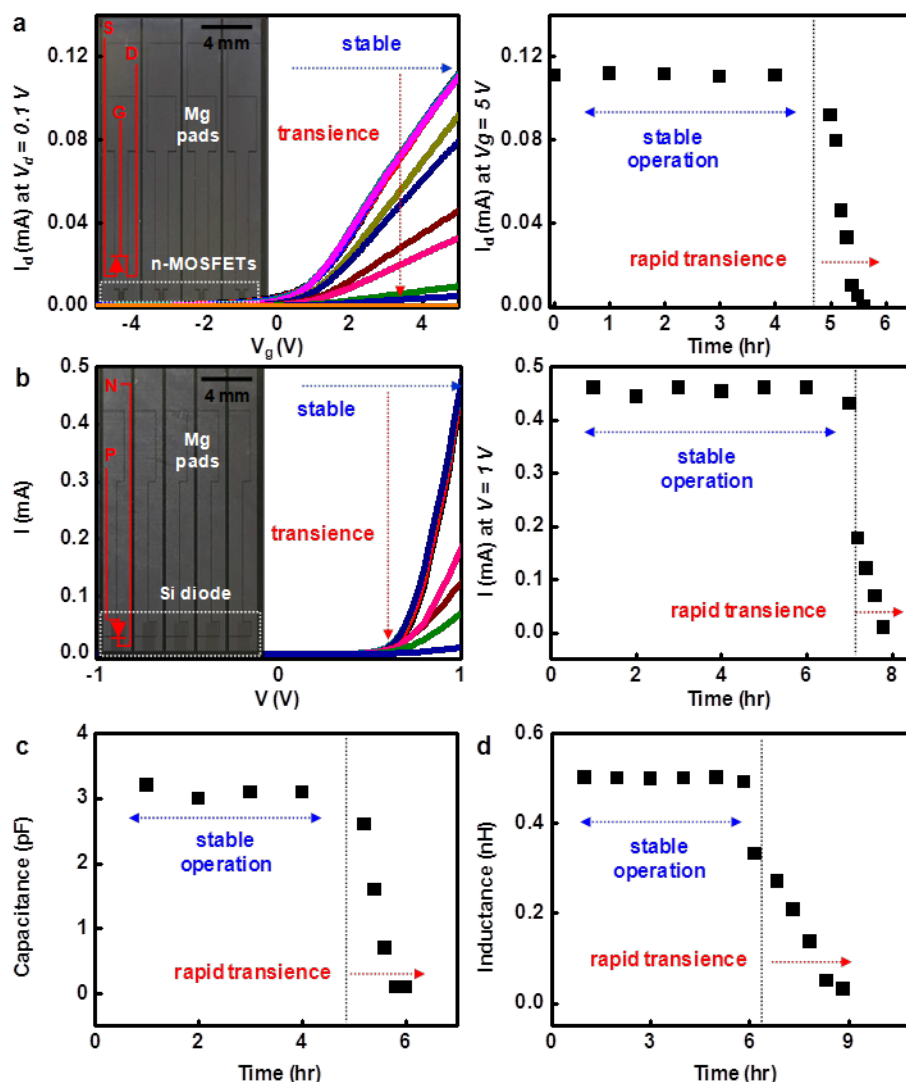 a
S
D
G
4 mm
Mg
pads
n-MOSFETs
stable
transience
I_d (mA) at V_d = 0.1 V
0.12
0.08
0.04
0.00
-4
-2
0
2
4
V_g (V)
I_d (mA) at Vg = 5 V
0.12
0.08
0.04
0.00
stable
operation
rapid transience
0
1
2
3
4
5
6
Time (hr)
b
N
P
4 mm
Mg
pads
Si diode
stable
transience
I (mA)
0.5
0.4
0.3
0.2
0.1
0.0
-1
0
1
V (V)
I (mA) at V = 1 V
0.6
0.4
0.2
0.0
stable
operation
rapid transience
0
2
4
6
8
Time (hr)
c
Capacitance (pF)
4
3
2
1
0
stable
operation
rapid transience
0
2
4
6
Time (hr)
d
Inductance (nH)
0.6
0.4
0.2
0.0
stable
operation
rapid transience
0
3
6
9
Time (hr)